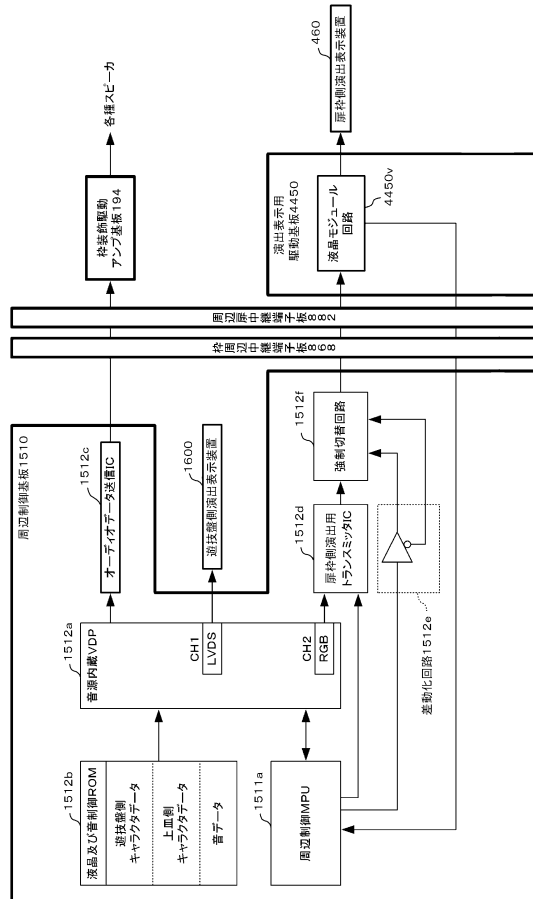 周辺制御基板1510
1512b
液晶及び音制御ROM
遊技盤側
キャラクタデータ
上皿側
キャラクタデータ
音データ
1511a
周辺制御MPU
1512a
音源内蔵VDP
CH1
LVDS
CH2
RGB
1512c
オーディオデータ送信IC
1600
遊技盤側演出表示装置
1512d
扉枠側演出用
トランスミッタIC
1512f
強制切替回路
差動化回路1512e
枠周辺中継端子板868
周辺扉中継端子板882
枠装飾駆動
アンプ基板194
各種スピーカ
演出表示用
駆動基板4450
液晶モジュール
回路
4450v
460
扉枠側演出表示装置